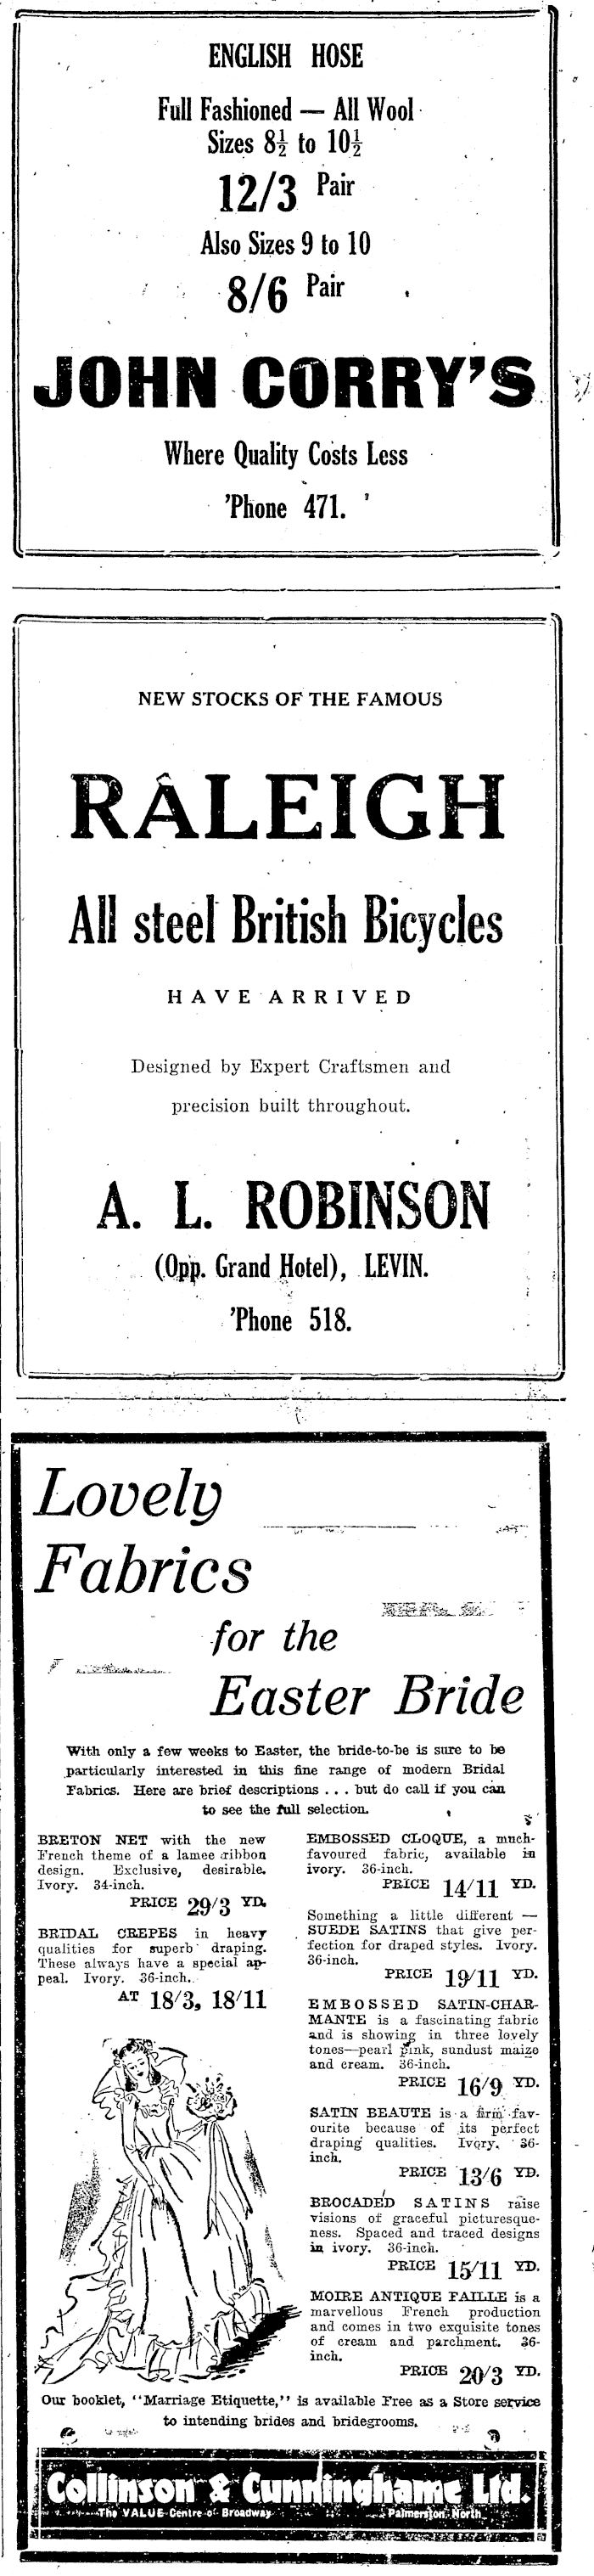 ENGLISH HOSE
Full Fashioned — All Wool
Sizes 8½ to 10½
12/3 Pair
Also Sizes 9 to 10
8/6 Pair
JOHN CORRY'S
Where Quality Costs Less
'Phone 471.
NEW STOCKS OF THE FAMOUS
RALEIGH
All steel British Bicycles
HAVE ARRIVED
Designed by Expert Craftsmen and
precision built throughout.
A. L. ROBINSON
(Opp. Grand Hotel), LEVIN.
'Phone 518.
Lovely
Fabrics
for the
Easter Bride
With only a few weeks to Easter, the bride-to-be is sure to be
particularly interested in this fine range of modern Bridal
Fabrics. Here are brief descriptions . . . but do call if you can
to see the full selection.
BRETON NET with the new
French theme of a lamee ribbon
design. Exclusive, desirable.
Ivory. 34-inch.
PRICE 29/3 YD.
BRIDAL CREPES in heavy
qualities for superb draping.
These always have a special ap-
peal. Ivory. 36-inch.
AT 18/3, 18/11
EMBOSSED CLOQUE, a much-
favoured fabric, available in
ivory. 36-inch.
PRICE 14/11 YD.
Something a little different —
SUEDE SATINS that give per-
fection for draped styles. Ivory.
36-inch.
PRICE 19/11 YD.
EMBOSSED SATIN-CHAR-
MANTE is a fascinating fabric
and is showing in three lovely
tones—pearl pink, sundust maize
and cream. 36-inch.
PRICE 16/9 YD.
SATIN BEAUTE is a firm fav-
ourite because of its perfect
draping qualities. Ivory. 36-
inch.
PRICE 13/6 YD.
BROCADED SATINS raise
visions of graceful picturesque-
ness. Spaced and traced designs
in ivory. 36-inch.
PRICE 15/11 YD.
MOIRE ANTIQUE FAILLE is a
marvellous French production
and comes in two exquisite tones
of cream and parchment. 36-
inch.
PRICE 20/3 YD.
Our booklet, "Marriage Etiquette," is available Free as a Store service
to intending brides and bridegrooms.
Collinson & Cunninghame Ltd.
The VALUE Centre of Broadway Palmerston North